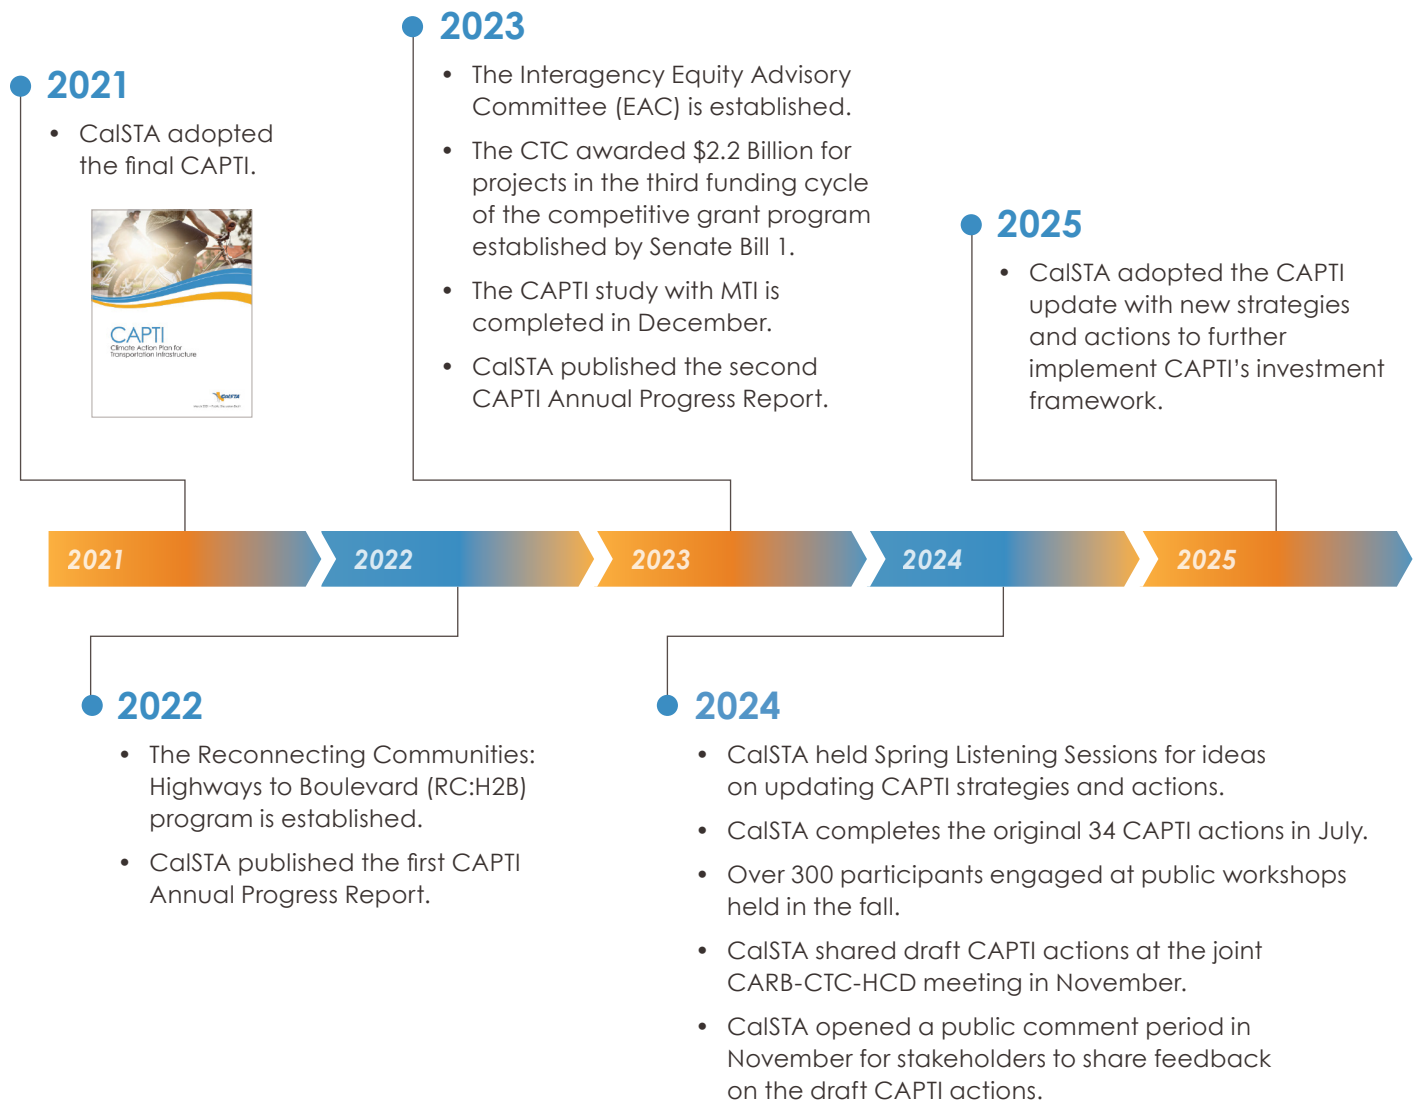 2021
• CalSTA adopted
the final CAPTI.
CAPTI
Climate Action Plan for
Transportation Infrastructure
CalSTA
2023
• The Interagency Equity Advisory
Committee (EAC) is established.
• The CTC awarded $2.2 Billion for
projects in the third funding cycle
of the competitive grant program
established by Senate Bill 1.
• The CAPTI study with MTI is
completed in December.
• CalSTA published the second
CAPTI Annual Progress Report.
2025
• CalSTA adopted the CAPTI
update with new strategies
and actions to further
implement CAPTI's investment
framework.
2021
2022
2023
2024
2025
2022
• The Reconnecting Communities:
Highways to Boulevard (RC:H2B)
program is established.
• CalSTA published the first CAPTI
Annual Progress Report.
2024
• CalSTA held Spring Listening Sessions for ideas
on updating CAPTI strategies and actions.
• CalSTA completes the original 34 CAPTI actions in July.
• Over 300 participants engaged at public workshops
held in the fall.
• CalSTA shared draft CAPTI actions at the joint
CARB-CTC-HCD meeting in November.
• CalSTA opened a public comment period in
November for stakeholders to share feedback
on the draft CAPTI actions.